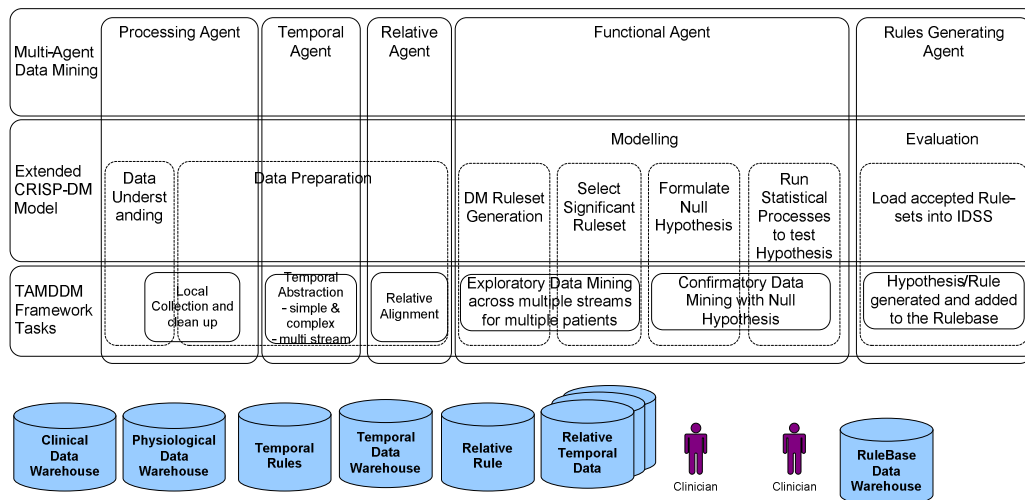 Multi-Agent
Data Mining
Processing Agent
Temporal
Agent
Relative
Agent
Functional Agent
Rules Generating
Agent
Extended
CRISP-DM
Model
Data
Underst
anding
Data Preparation
Modelling
DM Ruleset
Generation
Select
Significant
Ruleset
Formulate
Null
Hypothesis
Run
Statistical
Processes
to test
Hypothesis
Evaluation
Load accepted Rule-
sets into IDSS
TAMDDM
Framework
Tasks
Local
Collection and
clean up
Temporal
Abstraction
- simple &
complex
- multi stream
Relative
Alignment
Exploratory Data Mining
across multiple streams
for multiple patients
Confirmatory Data
Mining with Null
Hypothesis
Hypothesis/Rule
generated and added
to the Rulebase
Clinical
Data
Warehouse
Physiological
Data
Warehouse
Temporal
Rules
Temporal
Data
Warehouse
Relative
Rule
Relative
Temporal
Data
Clinician
Clinician
RuleBase
Data
Warehouse